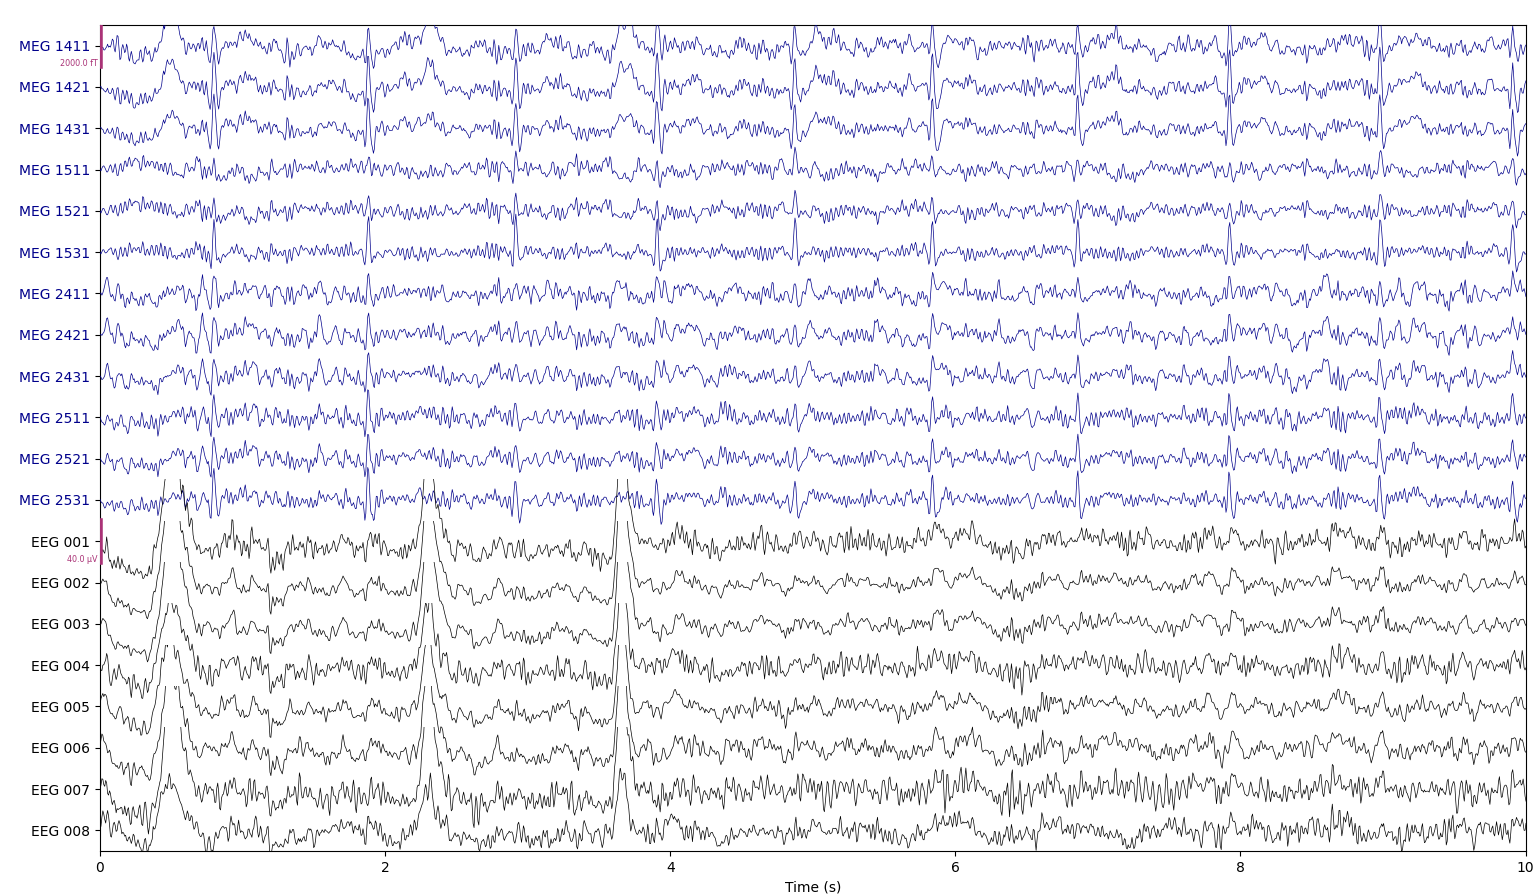 MEG 1411
2000.0 fT
MEG 1421
MEG 1431
MEG 1511
MEG 1521
MEG 1531
MEG 2411
MEG 2421
MEG 2431
MEG 2511
MEG 2521
MEG 2531
EEG 001
40.0 µV
EEG 002
EEG 003
EEG 004
EEG 005
EEG 006
EEG 007
EEG 008
0 2 4 6 8 10
Time (s)